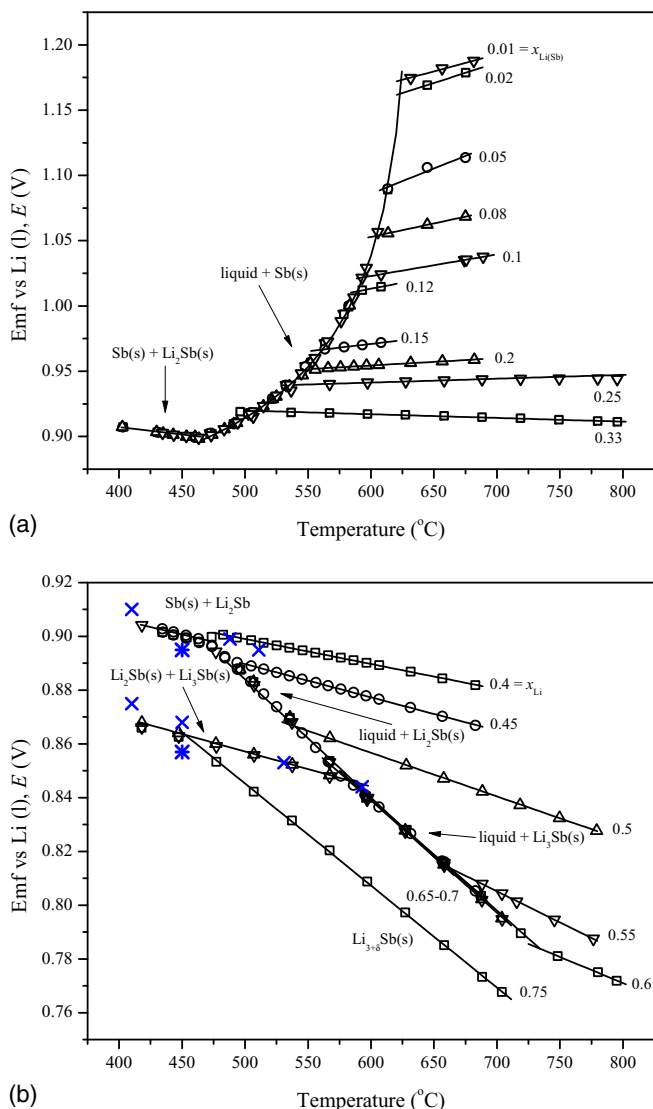 1.20
1.15
1.10
1.05
1.00
0.95
0.90
Emf vs Li (l), E (V)
0.01 = xLi(Sb)
0.02
0.05
0.08
0.1
0.12
0.15
0.2
0.25
0.33
liquid + Sb(s)
Sb(s) + Li2Sb(s)
400 450 500 550 600 650 700 750 800
(a)
Temperature (°C)
0.92
0.90
0.88
0.86
0.84
0.82
0.80
0.78
0.76
Emf vs Li (l), E (V)
Sb(s) + Li2Sb
Li2Sb(s) + Li3Sb(s)
0.4 = xLi
0.45
liquid + Li2Sb(s)
0.5
liquid + Li3Sb(s)
0.65-0.7
Li3+δSb(s)
0.55
0.6
0.75
400 450 500 550 600 650 700 750 800
(b)
Temperature (°C)